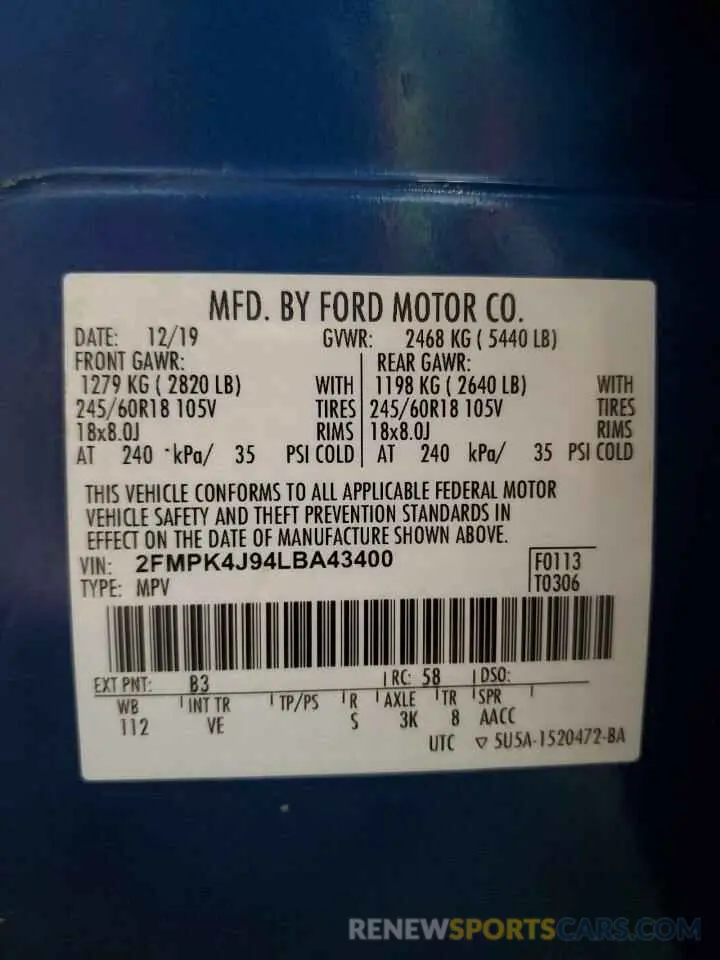 MFD. BY FORD MOTOR CO.
DATE: 12/19 GVWR: 2468 KG ( 5440 LB)
FRONT GAWR: REAR GAWR:
1279 KG ( 2820 LB) WITH 1198 KG ( 2640 LB) WITH
245/60R18 105V TIRES 245/60R18 105V TIRES
18x8.0J RIMS 18x8.0J RIMS
AT 240 kPa/ 35 PSI COLD AT 240 kPa/ 35 PSI COLD
THIS VEHICLE CONFORMS TO ALL APPLICABLE FEDERAL MOTOR
VEHICLE SAFETY AND THEFT PREVENTION STANDARDS IN
EFFECT ON THE DATE OF MANUFACTURE SHOWN ABOVE.
VIN: 2FMPK4J94LBA43400 F0113
TYPE: MPV T0306
EXT PNT: B3 RC: 58 DSO:
WB INT TR TP/PS R AXLE TR SPR
112 VE S 3K 8 AACC
UTC ▽ 5U5A-1520472-BA
RENEWSPORTSCARS.COM